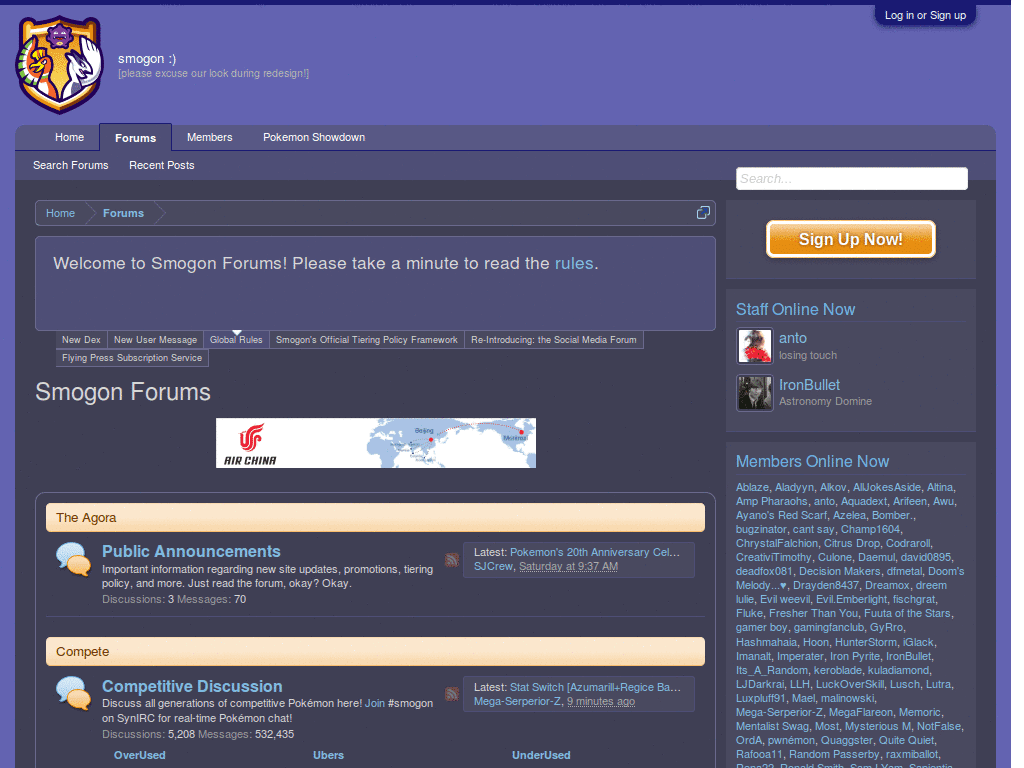 Log in or Sign up
smogon :)
[please excuse our look during redesign!]
Home Forums Members Pokemon Showdown
Search Forums Recent Posts
Search...
Home Forums
Sign Up Now!
Welcome to Smogon Forums! Please take a minute to read the rules.
New Dex New User Message Global Rules Smogon's Official Tiering Policy Framework Re-Introducing: the Social Media Forum
Flying Press Subscription Service
Smogon Forums
AIR CHINA
Beijing
Montreal
The Agora
Public Announcements
Important information regarding new site updates, promotions, tiering
policy, and more. Just read the forum, okay? Okay.
Discussions: 3 Messages: 70
Latest: Pokemon's 20th Anniversary Cel...
SJCrew, Saturday at 9:37 AM
Compete
Competitive Discussion
Discuss all generations of competitive Pokémon here! Join #smogon
on SynIRC for real-time Pokémon chat!
Discussions: 5,208 Messages: 532,435
Latest: Stat Switch [Azumarill+Regice Ba...
Mega-Serperior-Z, 9 minutes ago
OverUsed Ubers UnderUsed
Staff Online Now
anto
losing touch
IronBullet
Astronomy Domine
Members Online Now
Ablaze, Aladyyn, Alkov, AllJokesAside, Altina,
Amp Pharaohs, anto, Aquadext, Arifeen, Awu,
Ayano's Red Scarf, Azelea, Bomber.,
bugzinator, cant say, Champ1604,
ChrystalFalchion, Citrus Drop, Codraroll,
CreativiTimothy, Culone, Daemul, david0895,
deadfox081, Decision Makers, dfmetal, Doom's
Melody...♥, Drayden8437, Dreamox, dreem
lulie, Evil weevil, Evil.Emberlight, fischgrat,
Fluke, Fresher Than You, Fuuta of the Stars,
gamer boy, gamingfanclub, GyRro,
Hashmahaia, Hoon, HunterStorm, iGlack,
Imanalt, Imperater, Iron Pyrite, IronBullet,
Its_A_Random, keroblade, kuladiamond,
LJDarkrai, LLH, LuckOverSkill, Lusch, Lutra,
Luxpluff91, Mael, malinowski,
Mega-Serperior-Z, MegaFlareon, Memoric,
Mentalist Swag, Most, Mysterious M, NotFalse,
OrdA, pwnémon, Quaggster, Quite Quiet,
Rafooa11, Random Passerby, raxmiballot,